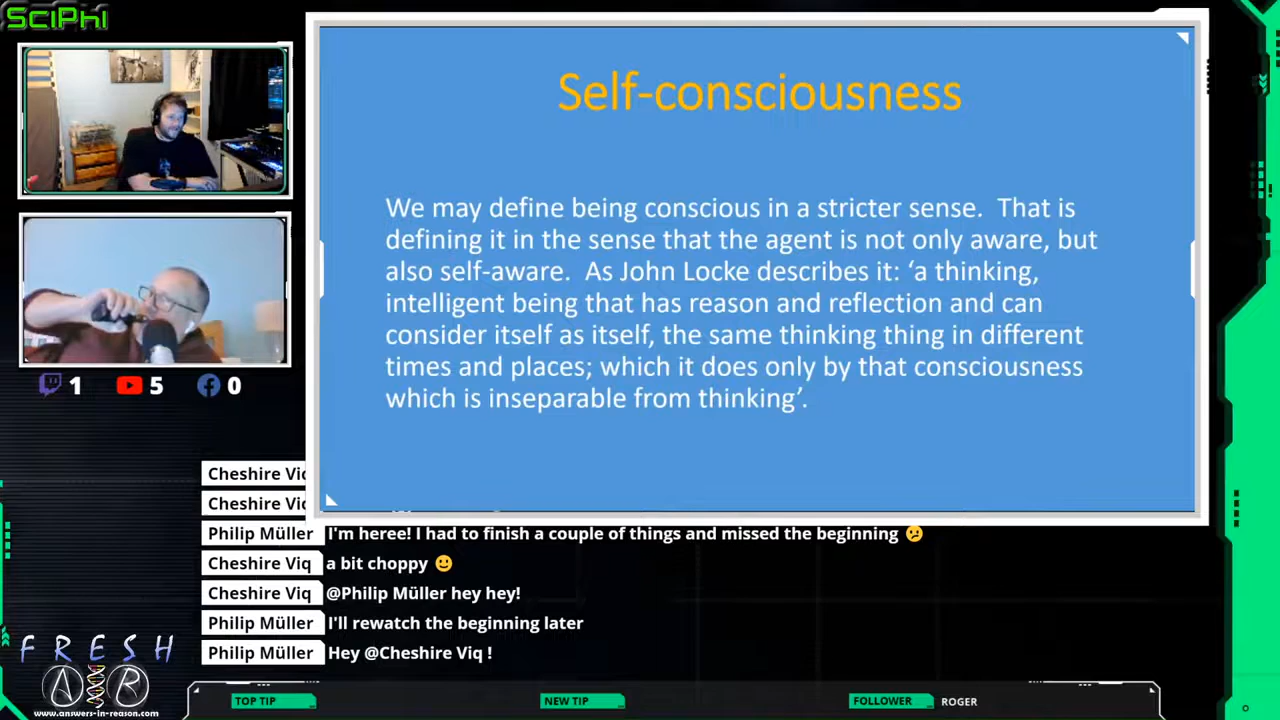 SciPhi
Self-consciousness
We may define being conscious in a stricter sense. That is
defining it in the sense that the agent is not only aware, but
also self-aware. As John Locke describes it: ‘a thinking,
intelligent being that has reason and reflection and can
consider itself as itself, the same thinking thing in different
times and places; which it does only by that consciousness
which is inseparable from thinking’.
1 5 0
Cheshire
Cheshire
Philip Müller I'm heree! I had to finish a couple of things and missed the beginning 😕
Cheshire Viq a bit choppy 🙂
Cheshire Viq @Philip Müller hey hey!
Philip Müller I'll rewatch the beginning later
Philip Müller Hey @Cheshire Viq !
FRESH
A R
www.answers-in-reason.com
TOP TIP NEW TIP FOLLOWER ROGER